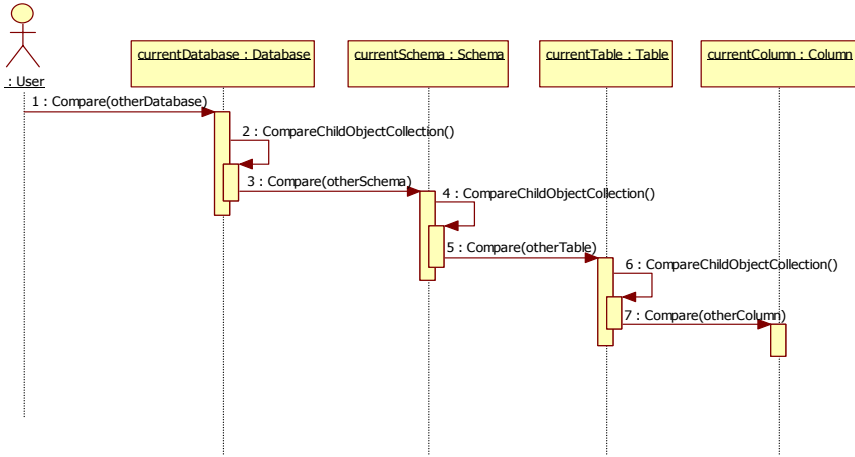 currentDatabase : Database
currentSchema : Schema
currentTable : Table
currentColumn : Column
: User
1 : Compare(otherDatabase)
2 : CompareChildObjectCollection()
3 : Compare(otherSchema)
4 : CompareChildObjectCollection()
5 : Compare(otherTable)
6 : CompareChildObjectCollection()
7 : Compare(otherColumn)